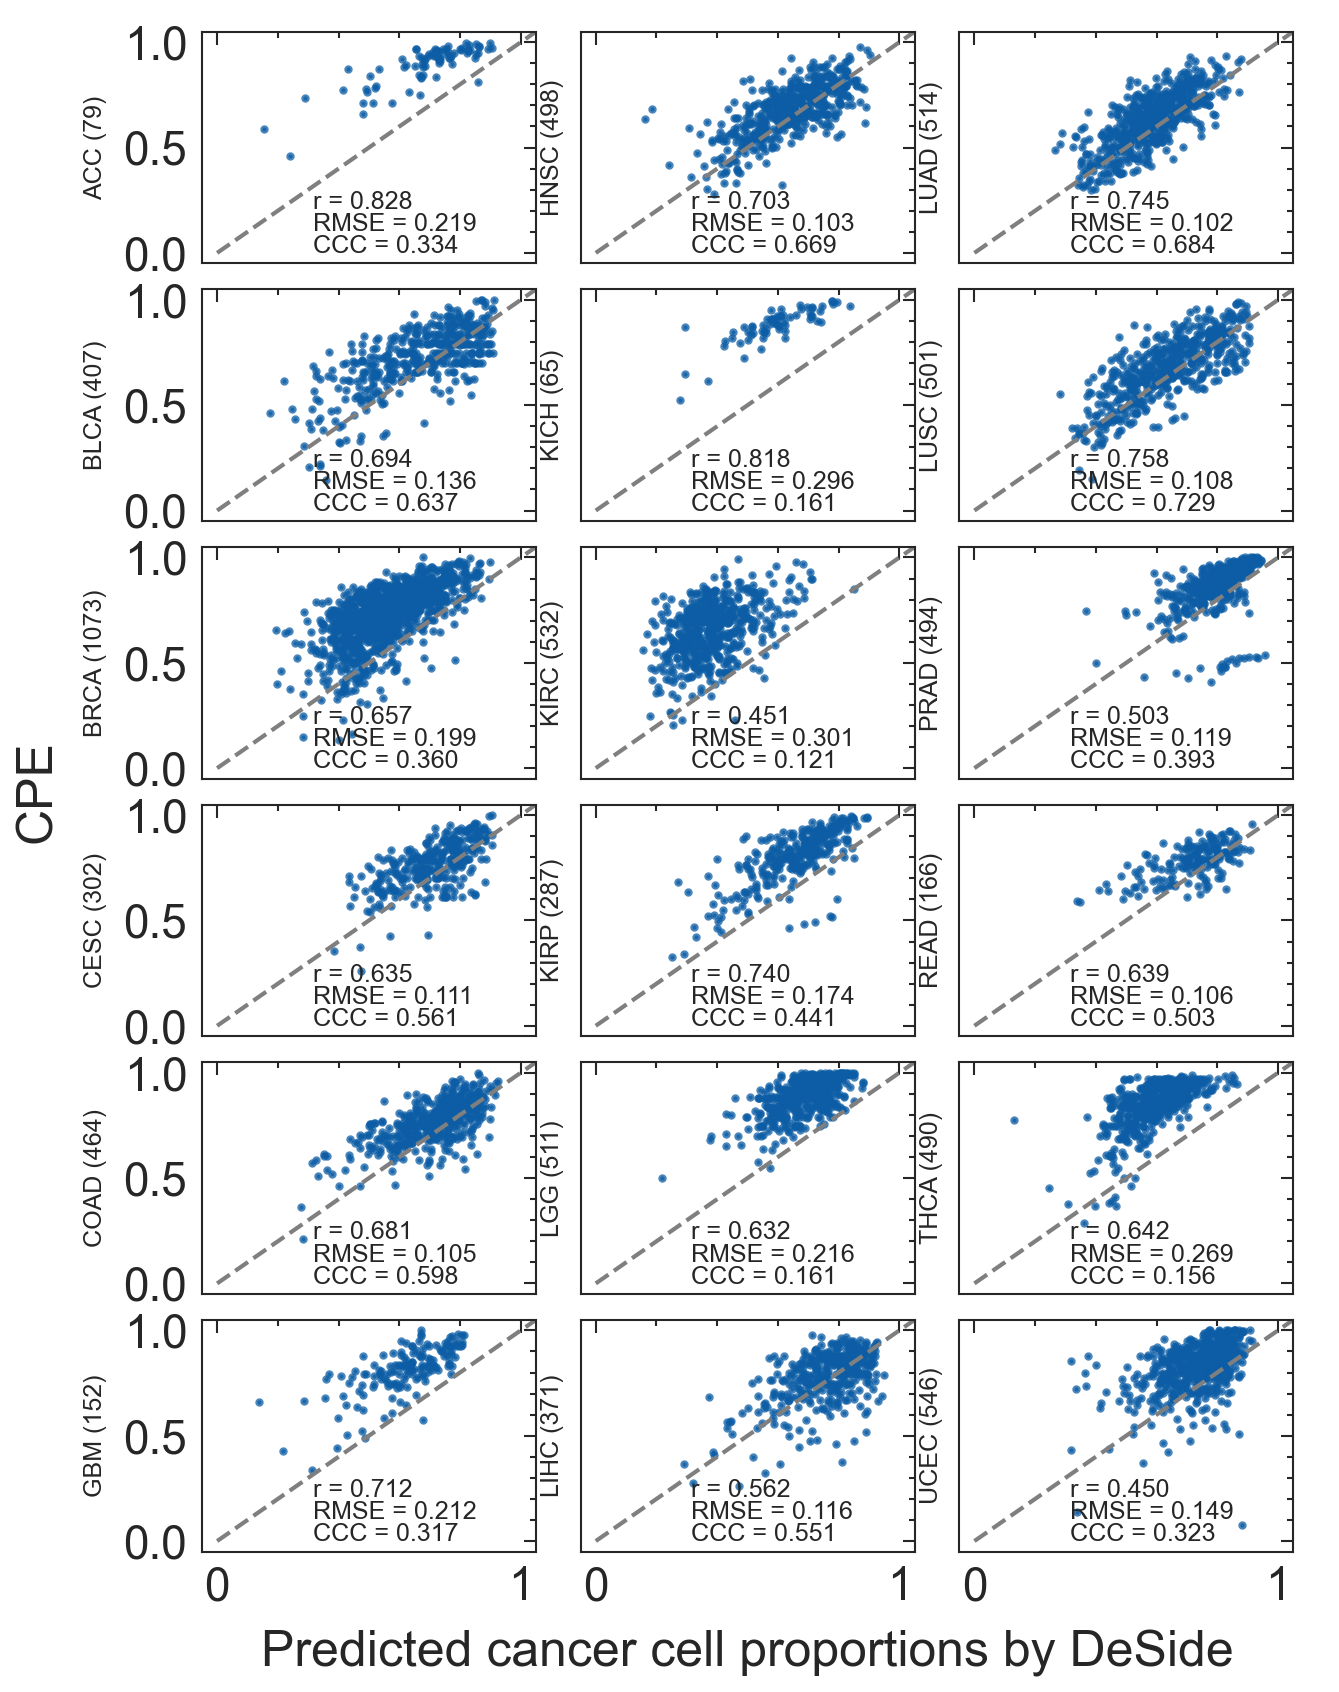 CPE
1.0
0.5
0.0
ACC (79)
r = 0.828
RMSE = 0.219
CCC = 0.334
HNSC (498)
r = 0.703
RMSE = 0.103
CCC = 0.669
LUAD (514)
r = 0.745
RMSE = 0.102
CCC = 0.684
1.0
0.5
0.0
BLCA (407)
r = 0.694
RMSE = 0.136
CCC = 0.637
KICH (65)
r = 0.818
RMSE = 0.296
CCC = 0.161
LUSC (501)
r = 0.758
RMSE = 0.108
CCC = 0.729
1.0
0.5
0.0
BRCA (1073)
r = 0.657
RMSE = 0.199
CCC = 0.360
KIRC (532)
r = 0.451
RMSE = 0.301
CCC = 0.121
PRAD (494)
r = 0.503
RMSE = 0.119
CCC = 0.393
1.0
0.5
0.0
CESC (302)
r = 0.635
RMSE = 0.111
CCC = 0.561
KIRP (287)
r = 0.740
RMSE = 0.174
CCC = 0.441
READ (166)
r = 0.639
RMSE = 0.106
CCC = 0.503
1.0
0.5
0.0
COAD (464)
r = 0.681
RMSE = 0.105
CCC = 0.598
LGG (511)
r = 0.632
RMSE = 0.216
CCC = 0.161
THCA (490)
r = 0.642
RMSE = 0.269
CCC = 0.156
1.0
0.5
0.0
GBM (152)
r = 0.712
RMSE = 0.212
CCC = 0.317
LIHC (371)
r = 0.562
RMSE = 0.116
CCC = 0.551
UCEC (546)
r = 0.450
RMSE = 0.149
CCC = 0.323
0 1 0 1 0 1
Predicted cancer cell proportions by DeSide